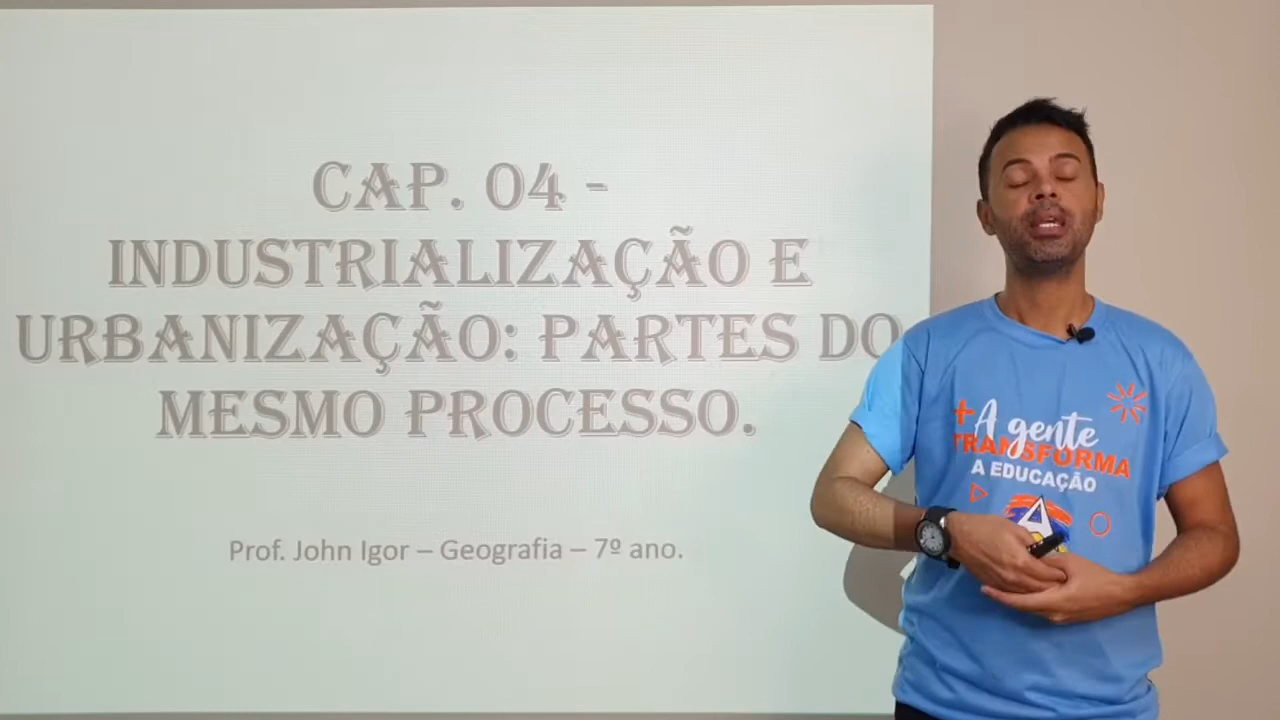 CAP. 04 -
INDUSTRIALIZAÇÃO E
URBANIZAÇÃO: PARTES DO
MESMO PROCESSO.
Prof. John Igor – Geografia – 7º ano.
A gente
TRANSFORMA
A EDUCAÇÃO